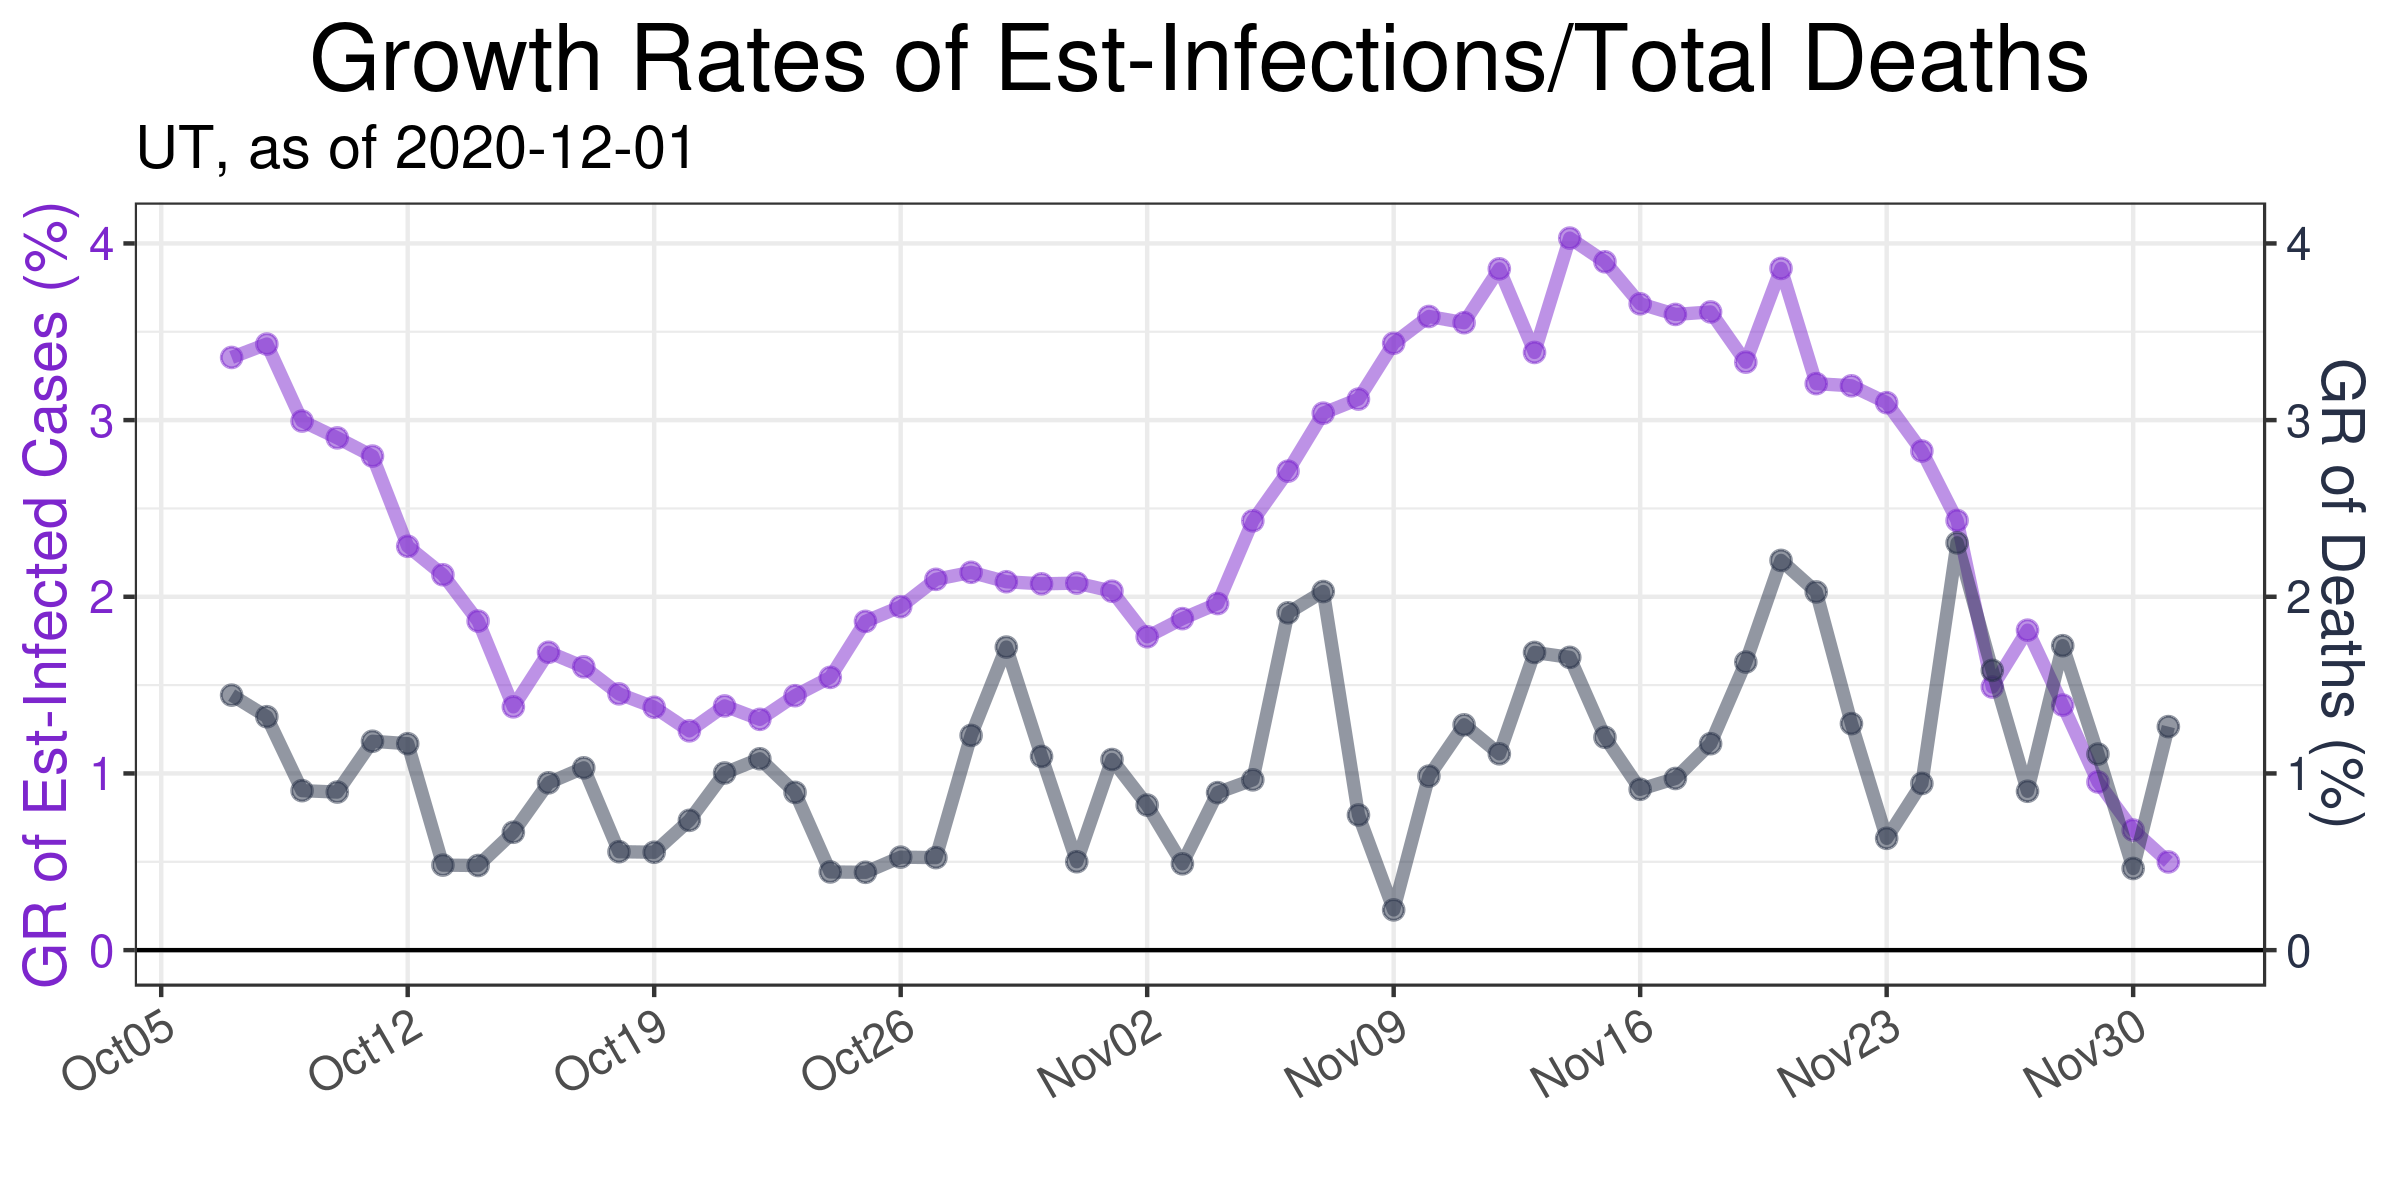 Growth Rates of Est-Infections/Total Deaths
UT, as of 2020-12-01
GR of Est-Infected Cases (%)
4
3
2
1
0
4
3
2
1
0
GR of Deaths (%)
Oct05
Oct12
Oct19
Oct26
Nov02
Nov09
Nov16
Nov23
Nov30